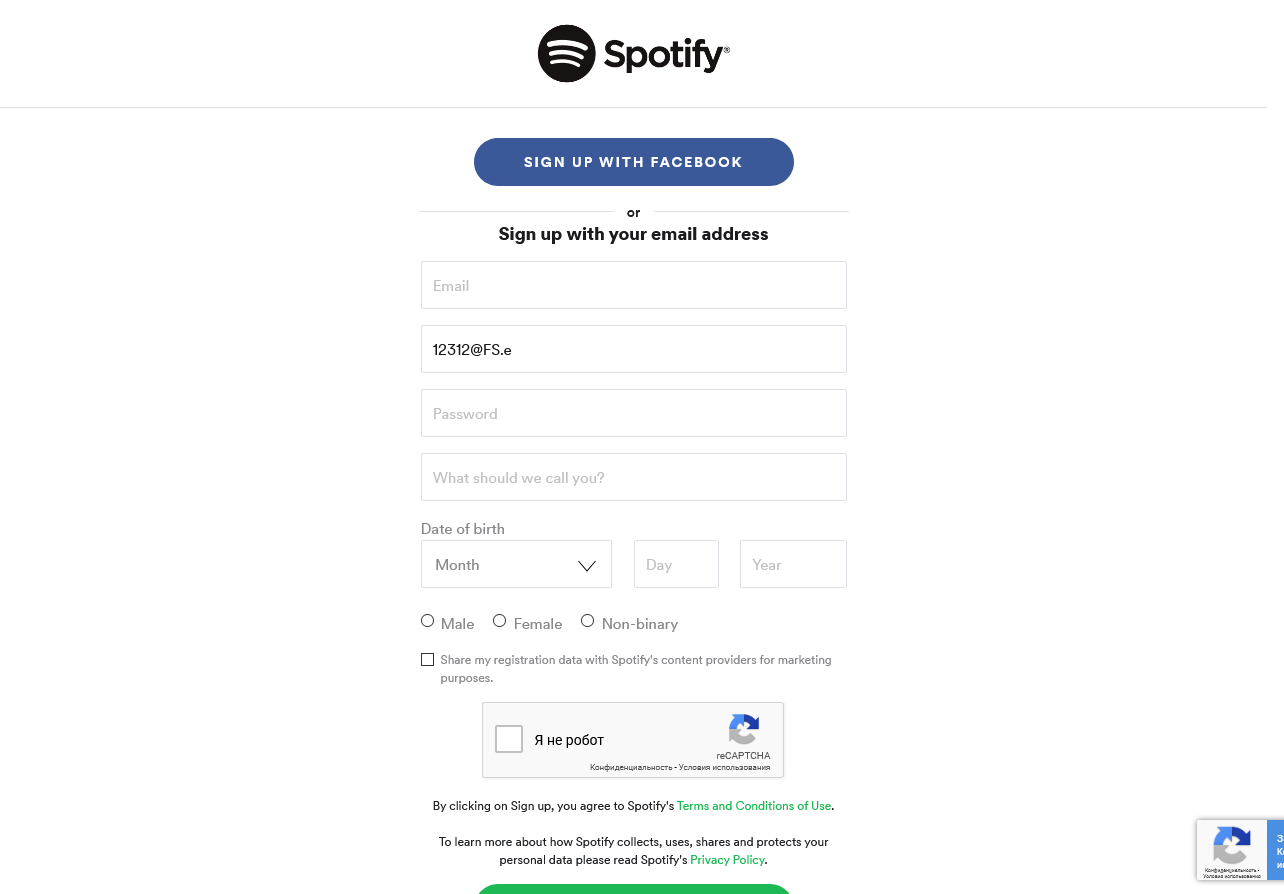 Spotify®
SIGN UP WITH FACEBOOK
or
Sign up with your email address
Email
12312@FS.e
Password
What should we call you?
Date of birth
Month
Day
Year
Male
Female
Non-binary
Share my registration data with Spotify's content providers for marketing
purposes.
Я не робот
reCAPTCHA
Конфиденциальность - Условия использования
By clicking on Sign up, you agree to Spotify's Terms and Conditions of Use.
To learn more about how Spotify collects, uses, shares and protects your
personal data please read Spotify's Privacy Policy.
Конфиденциальность -
Условия использования